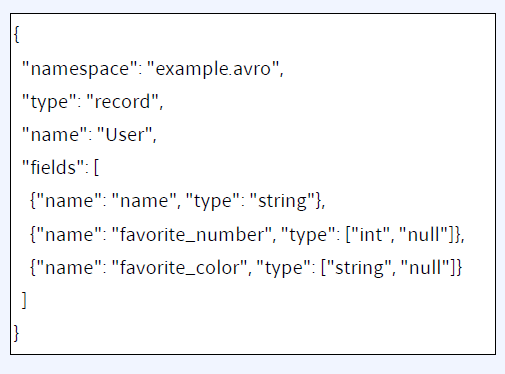 {
"namespace": "example.avro",
"type": "record",
"name": "User",
"fields": [
{"name": "name", "type": "string"},
{"name": "favorite_number", "type": ["int", "null"]},
{"name": "favorite_color", "type": ["string", "null"]}
]
}